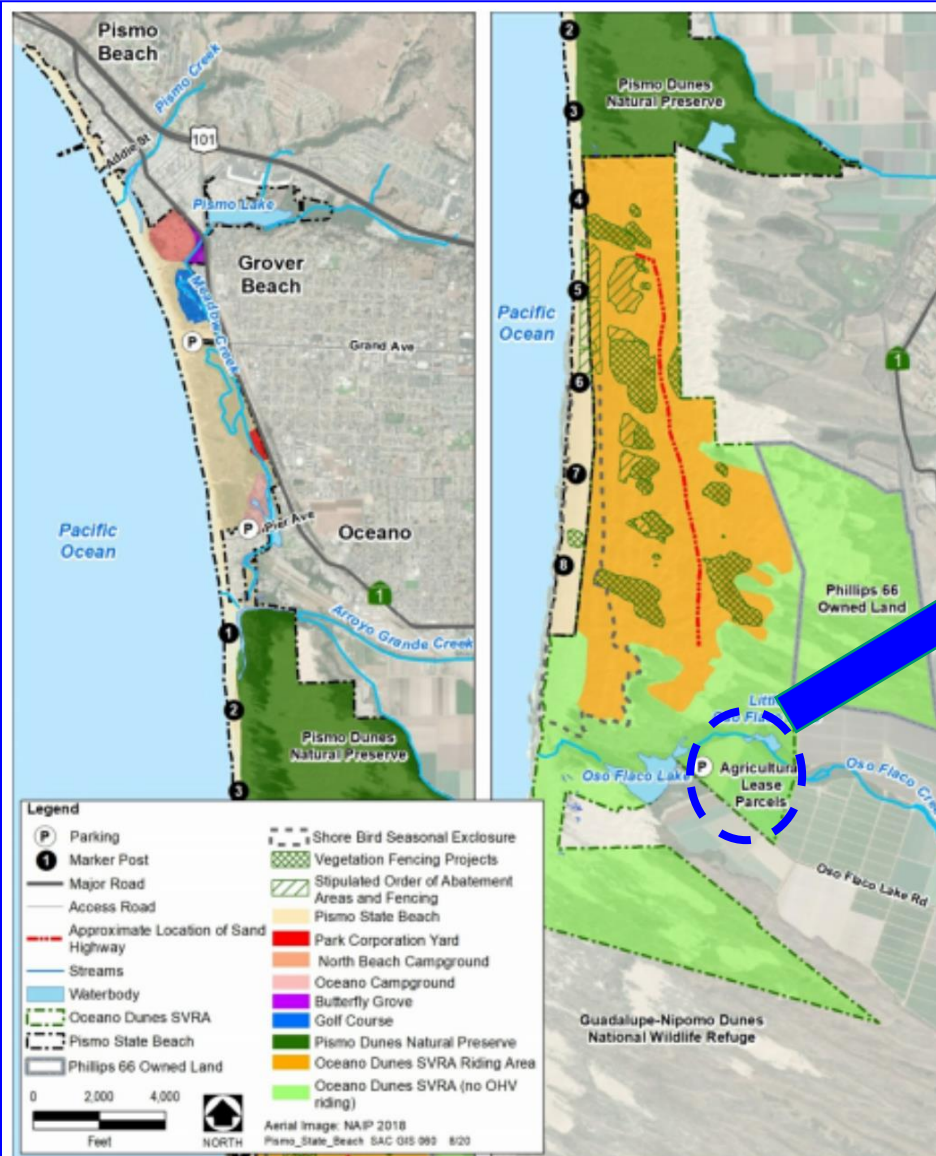 Pismo
Beach
Pismo Creek
Addie St
101
Pismo Lake
Grover
Beach
Meadow Creek
P
Grand Ave
Pacific
Ocean
P
Pier Ave
Oceano
1
1
Arroyo Grande Creek
2
Pismo Dunes
Natural Preserve
3
2
Pismo Dunes
Natural Preserve
3
4
Pacific
Ocean
5
1
6
7
8
Phillips 66
Owned Land
Oso Flaco Lake
P
Agricultural
Lease
Parcels
Oso Flaco
Oso Flaco Lake Rd
Guadalupe-Nipomo Dunes
National Wildlife Refuge
Legend
P Parking
1 Marker Post
Major Road
Access Road
Approximate Location of Sand
Highway
Streams
Waterbody
Oceano Dunes SVRA
Pismo State Beach
Phillips 66 Owned Land
Shore Bird Seasonal Exclosure
Vegetation Fencing Projects
Stipulated Order of Abatement
Areas and Fencing
Pismo State Beach
Park Corporation Yard
North Beach Campground
Oceano Campground
Butterfly Grove
Golf Course
Pismo Dunes Natural Preserve
Oceano Dunes SVRA Riding Area
Oceano Dunes SVRA (no OHV
riding)
0 2,000 4,000
Feet
NORTH
Aerial Image: NAIP 2018
Pismo_State_Beach SAC GIS 060 8/20